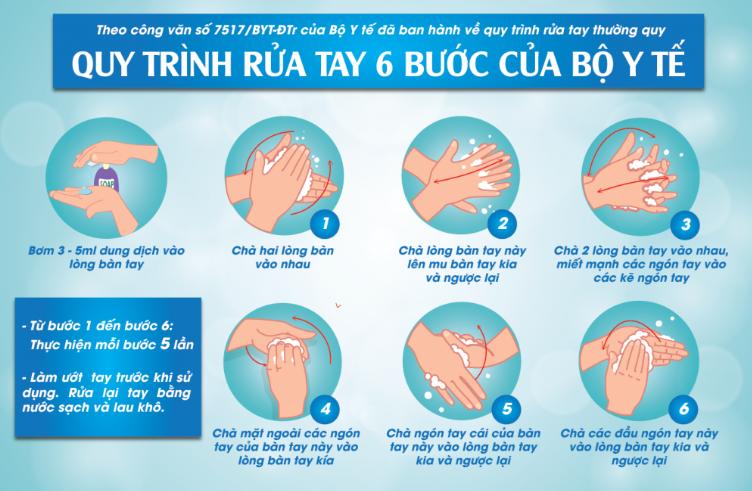 Theo công văn số 7517/BYT-ĐTr của Bộ Y tế đã ban hành về quy trình rửa tay thường quy
QUY TRÌNH RỬA TAY 6 BƯỚC CỦA BỘ Y TẾ
SOAP
Bơm 3 - 5ml dung dịch vào
lòng bàn tay
1
Chà hai lòng bàn
vào nhau
2
Chà lòng bàn tay này
lên mu bàn tay kia
và ngược lại
3
Chà 2 lòng bàn tay vào nhau,
miết mạnh các ngón tay vào
các kẽ ngón tay
- Từ bước 1 đến bước 6:
Thực hiện mỗi bước 5 lần
- Làm ướt tay trước khi sử
dụng. Rửa lại tay bằng
nước sạch và lau khô.
4
Chà mặt ngoài các ngón
tay của bàn tay này vào
lòng bàn tay kía
5
Chà ngón tay cái của bàn
tay này vào lòng bàn tay
kia và ngược lại
6
Chà các đầu ngón tay này
vào lòng bàn tay kia và
ngược lại